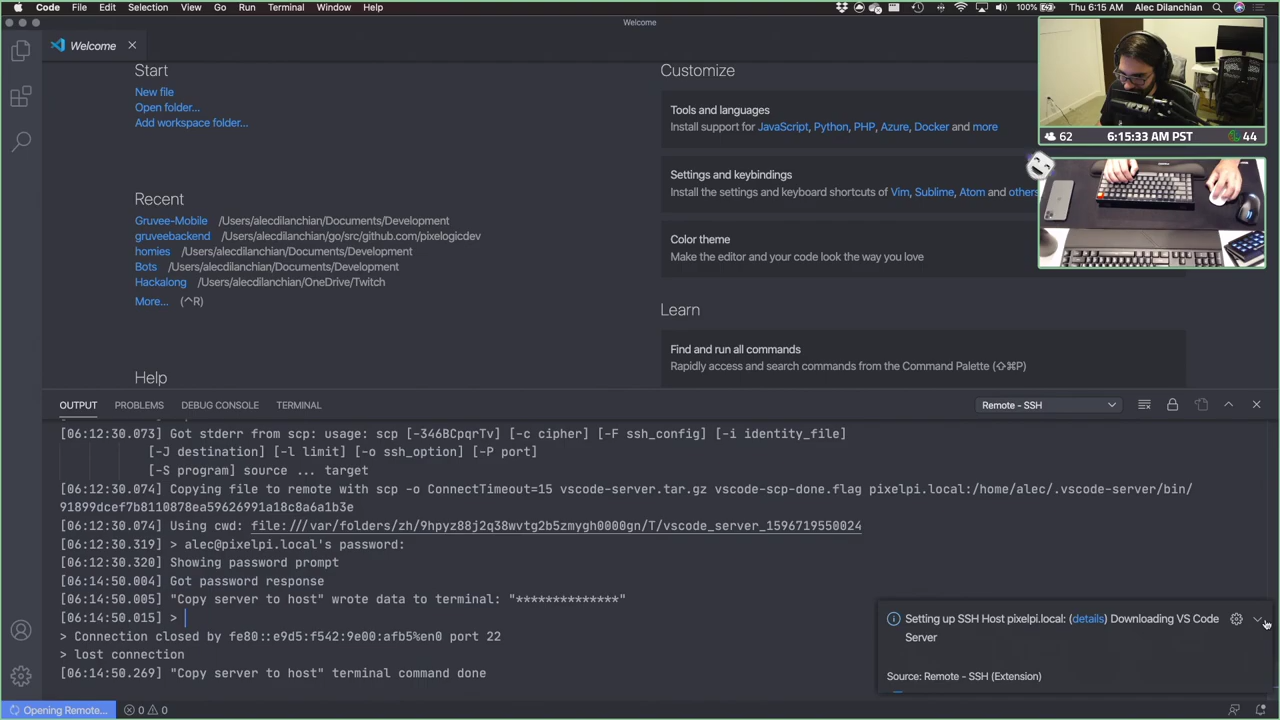 Code File Edit Selection View Go Run Terminal Window Help
100% Thu 6:15 AM Alec Dilanchian
Welcome
Welcome
Start
New file
Open folder...
Add workspace folder...
Recent
Gruvee-Mobile /Users/alecdilanchian/Documents/Development
gruveebackend /Users/alecdilanchian/go/src/github.com/pixelogicdev
homies /Users/alecdilanchian/Documents/Development
Bots /Users/alecdilanchian/Documents/Development
Hackalong /Users/alecdilanchian/OneDrive/Twitch
More... (^R)
Help
Customize
Tools and languages
Install support for JavaScript, Python, PHP, Azure, Docker and more
Settings and keybindings
Install the settings and keyboard shortcuts of Vim, Sublime, Atom and others
Color theme
Make the editor and your code look the way you love
Learn
Find and run all commands
Rapidly access and search commands from the Command Palette (⇧⌘P)
62 6:15:33 AM PST 44
OUTPUT PROBLEMS DEBUG CONSOLE TERMINAL
Remote - SSH
[06:12:30.073] Got stderr from scp: usage: scp [-346BCpqrTv] [-c cipher] [-F ssh_config] [-i identity_file]
[-J destination] [-l limit] [-o ssh_option] [-P port]
[-S program] source ... target
[06:12:30.074] Copying file to remote with scp -o ConnectTimeout=15 vscode-server.tar.gz vscode-scp-done.flag pixelpi.local:/home/alec/.vscode-server/bin/
91899dcef7b8110878ea59626991a18c8a6a1b3e
[06:12:30.074] Using cwd: file:///var/folders/zh/9hpyz88j2q38wvtg2b5zmygh0000gn/T/vscode_server_1596719550024
[06:12:30.319] > alec@pixelpi.local's password:
[06:12:30.320] Showing password prompt
[06:14:50.004] Got password response
[06:14:50.005] "Copy server to host" wrote data to terminal: "**************"
[06:14:50.015] >
> Connection closed by fe80::e9d5:f542:9e00:afb5%en0 port 22
> lost connection
[06:14:50.269] "Copy server to host" terminal command done
Setting up SSH Host pixelpi.local: (details) Downloading VS Code
Server
Source: Remote - SSH (Extension)
Opening Remote... 0 0